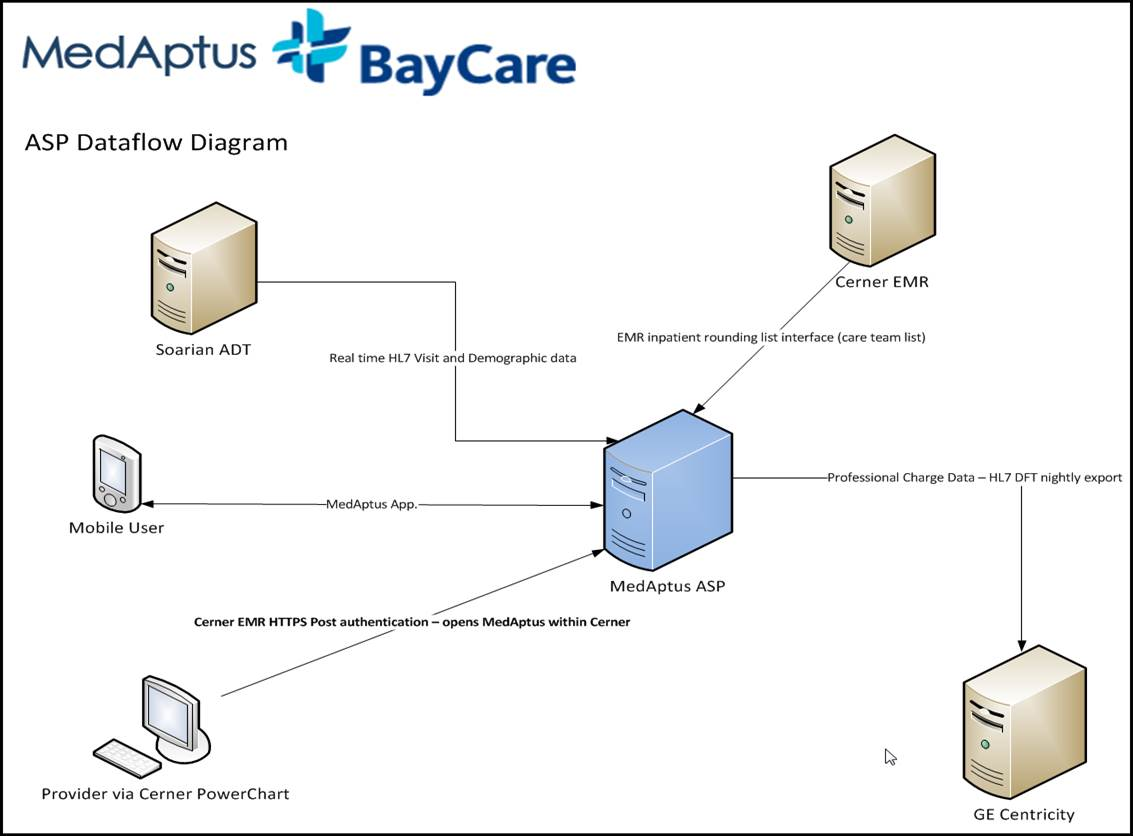 MedAptus
BayCare
ASP Dataflow Diagram
Cerner EMR
Soarian ADT
EMR inpatient rounding list interface (care team list)
Real time HL7 Visit and Demographic data
Professional Charge Data – HL7 DFT nightly export
MedAptus App.
Mobile User
MedAptus ASP
Cerner EMR HTTPS Post authentication – opens MedAptus within Cerner
Provider via Cerner PowerChart
GE Centricity